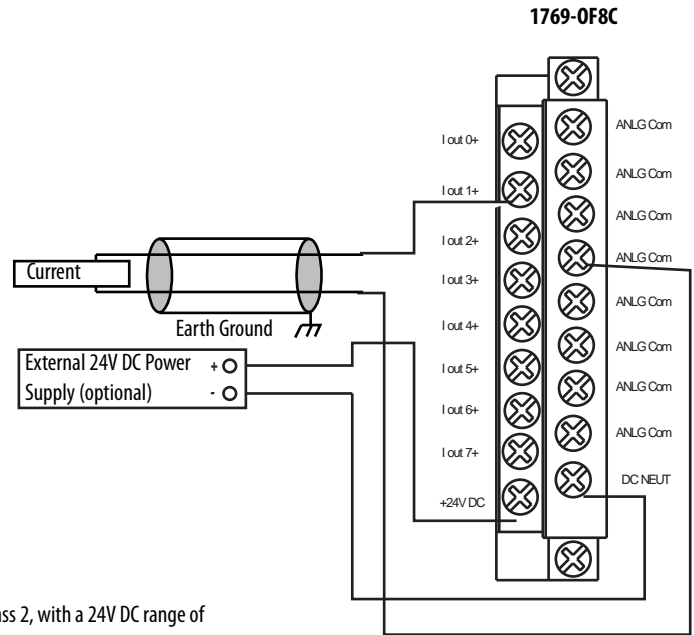 1769-OF8C
I out 0+
ANLG Com
ANLG Com
I out 1+
ANLG Com
I out 2+
ANLG Com
Current
I out 3+
ANLG Com
I out 4+
Earth Ground
ANLG Com
External 24V DC Power
+
Supply (optional)
-
I out 5+
ANLG Com
I out 6+
ANLG Com
I out 7+
DC NEUT
+24V DC
ss 2, with a 24V DC range of